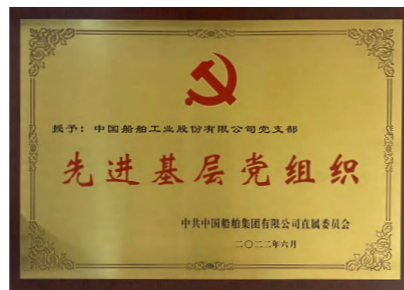 授予：中国船舶工业股份有限公司党支部
先进基层党组织
中共中国船舶集团有限公司直属委员会
二〇二二年六月